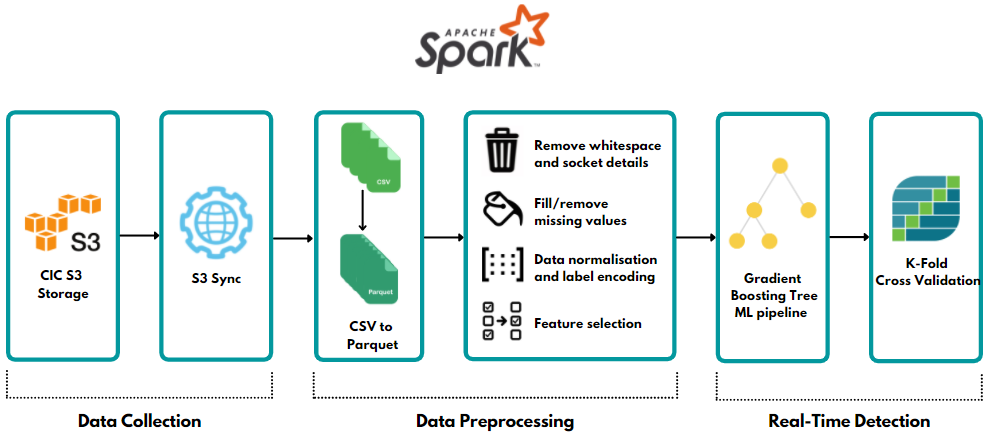 APACHE
Spark™
CIC S3
Storage
S3
S3 Sync
CSV
Parquet
CSV to
Parquet
Remove whitespace
and socket details
Fill/remove
missing values
Data normalisation
and label encoding
Feature selection
Gradient
Boosting Tree
ML pipeline
K-Fold
Cross Validation
Data Collection
Data Preprocessing
Real-Time Detection